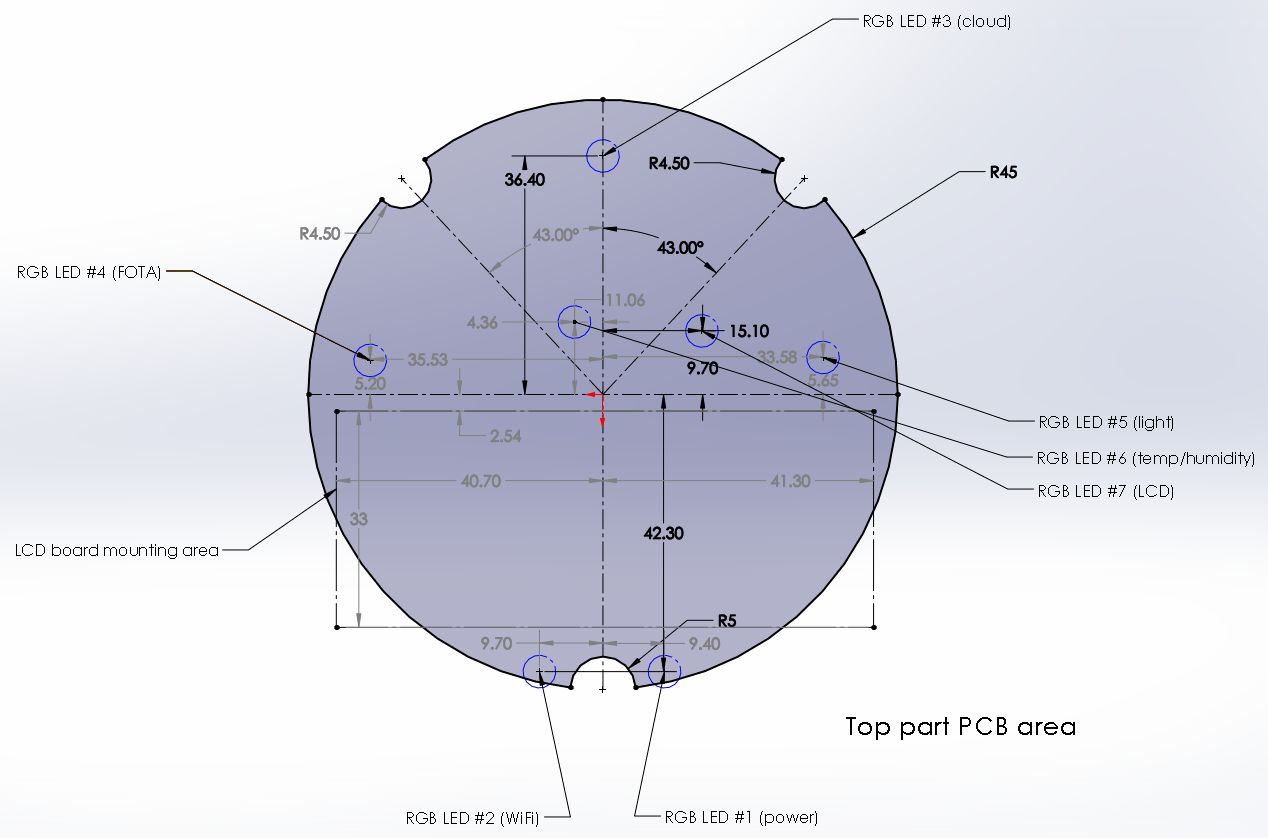 RGB LED #3 (cloud)
R4.50
R45
36.40
R4.50
43.00°
43.00°
RGB LED #4 (FOTA)
11.06
4.36
15.10
35.53
33.58
9.70
5.20
5.65
RGB LED #5 (light)
2.54
RGB LED #6 (temp/humidity)
40.70
41.30
RGB LED #7 (LCD)
33
42.30
LCD board mounting area
R5
9.70
9.40
Top part PCB area
RGB LED #2 (WiFi)
RGB LED #1 (power)